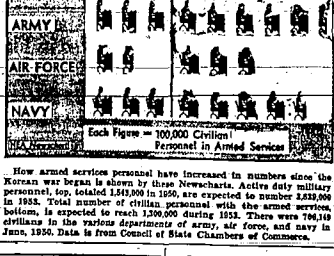 ARMY
AIR FORCE
NAVY
NEA Newschart
Each Figure = 100,000 Civilian
Personnel in Armed Services
How armed services personnel have increased in numbers since the
Korean war began is shown by these Newscharts. Active duty military
personnel, top, totaled 1,543,000 in 1950, are expected to number 3,639,000
in 1953. Total number of civilian personnel with the armed services,
bottom, is expected to reach 1,300,000 during 1953. There were
civilians in the various departments of army, air force, and navy in
June, 1950. Data is from Council of State Chambers of Commerce.